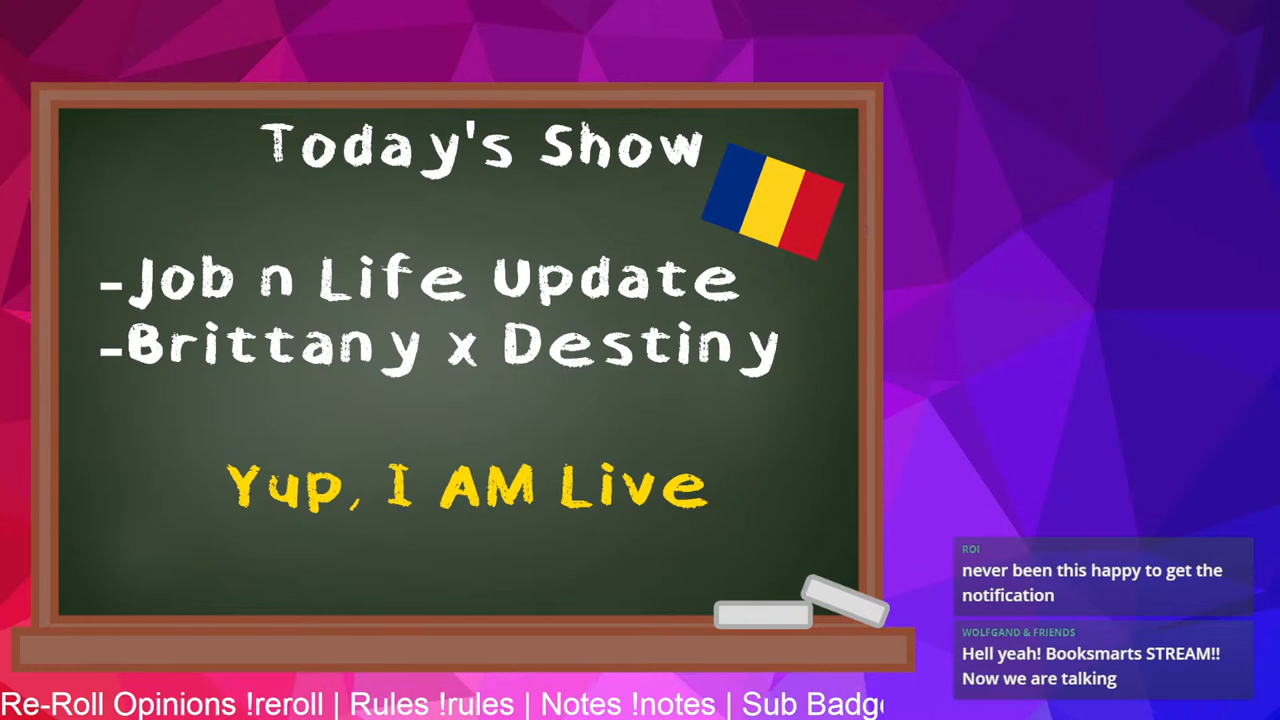 Today's Show
-Job n Life Update
-Brittany x Destiny
Yup, I AM Live
ROI
never been this happy to get the
notification
WOLFGAND & FRIENDS
Hell yeah! Booksmarts STREAM!!
Now we are talking
Re-Roll Opinions !reroll | Rules !rules | Notes !notes | Sub Badge